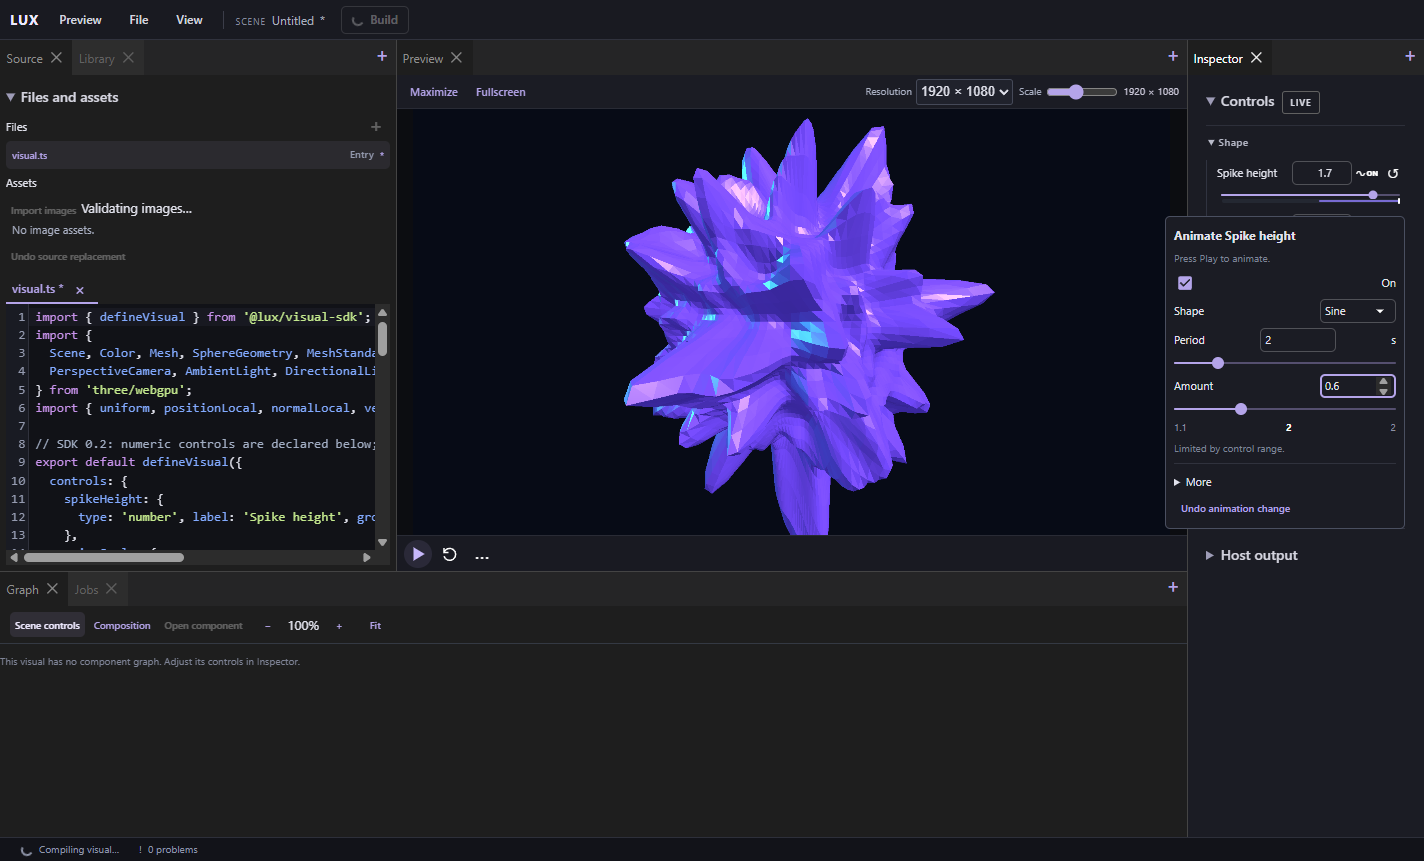 LUX Preview File View SCENE Untitled * Build
Source Library +
Files and assets
Files +
visual.ts Entry *
Assets
Import images Validating images...
No image assets.
Undo source replacement
visual.ts *
1 import { defineVisual } from '@lux/visual-sdk';
2 import {
3 Scene, Color, Mesh, SphereGeometry, MeshStanda
4 PerspectiveCamera, AmbientLight, DirectionalLi
5 } from 'three/webgpu';
6 import { uniform, positionLocal, normalLocal, ve
7
8 // SDK 0.2: numeric controls are declared below;
9 export default defineVisual({
10 controls: {
11 spikeHeight: {
12 type: 'number', label: 'Spike height', gro
13 },
Preview +
Maximize Fullscreen Resolution 1920 × 1080 Scale 1920 × 1080
...
Inspector +
Controls LIVE
Shape
Spike height 1.7 ∿ON
Animate Spike height
Press Play to animate.
On
Shape Sine
Period 2 s
Amount 0.6
1.1 2 2
Limited by control range.
More
Undo animation change
Host output
Graph Jobs +
Scene controls Composition Open component − 100% + Fit
This visual has no component graph. Adjust its controls in Inspector.
Compiling visual... ! 0 problems